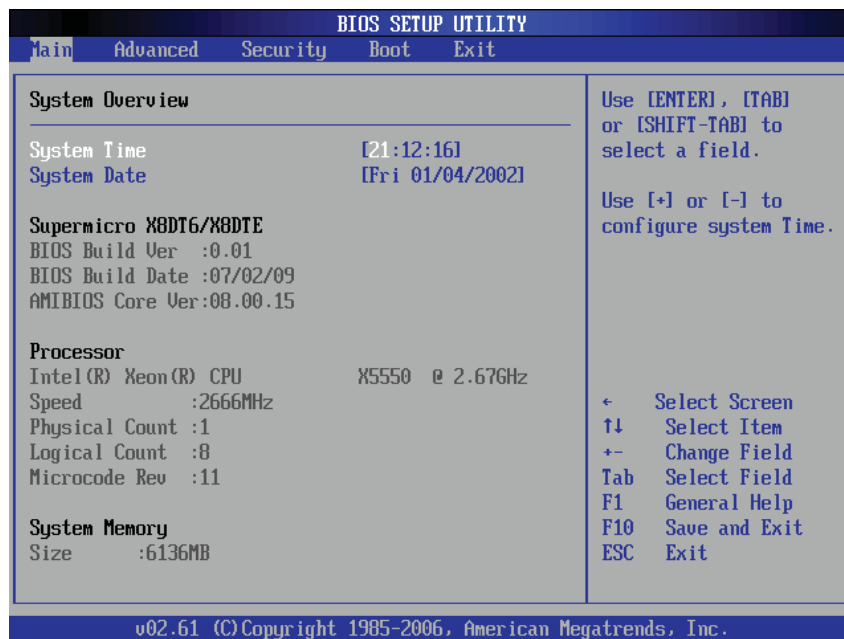 BIOS SETUP UTILITY
Main Advanced Security Boot Exit
System Overview
System Time [21:12:16]
System Date [Fri 01/04/2002]
Supermicro X8DT6/X8DTE
BIOS Build Ver :0.01
BIOS Build Date :07/02/09
AMIBIOS Core Ver:08.00.15
Processor
Intel(R) Xeon(R) CPU X5550 @ 2.67GHz
Speed :2666MHz
Physical Count :1
Logical Count :8
Microcode Rev :11
System Memory
Size :6136MB
Use [ENTER], [TAB]
or [SHIFT-TAB] to
select a field.
Use [+] or [-] to
configure system Time.
← Select Screen
↑↓ Select Item
+- Change Field
Tab Select Field
F1 General Help
F10 Save and Exit
ESC Exit
v02.61 (C)Copyright 1985-2006, American Megatrends, Inc.